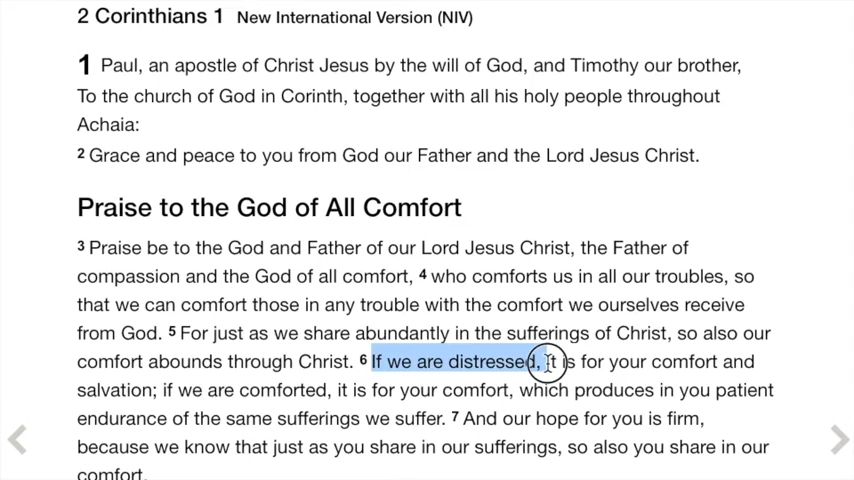 2 Corinthians 1 New International Version (NIV)
1 Paul, an apostle of Christ Jesus by the will of God, and Timothy our brother,
To the church of God in Corinth, together with all his holy people throughout
Achaia:
2 Grace and peace to you from God our Father and the Lord Jesus Christ.
Praise to the God of All Comfort
3 Praise be to the God and Father of our Lord Jesus Christ, the Father of
compassion and the God of all comfort, 4 who comforts us in all our troubles, so
that we can comfort those in any trouble with the comfort we ourselves receive
from God. 5 For just as we share abundantly in the sufferings of Christ, so also our
comfort abounds through Christ. 6 If we are distressed, it is for your comfort and
salvation; if we are comforted, it is for your comfort, which produces in you patient
endurance of the same sufferings we suffer. 7 And our hope for you is firm,
because we know that just as you share in our sufferings, so also you share in our
comfort.